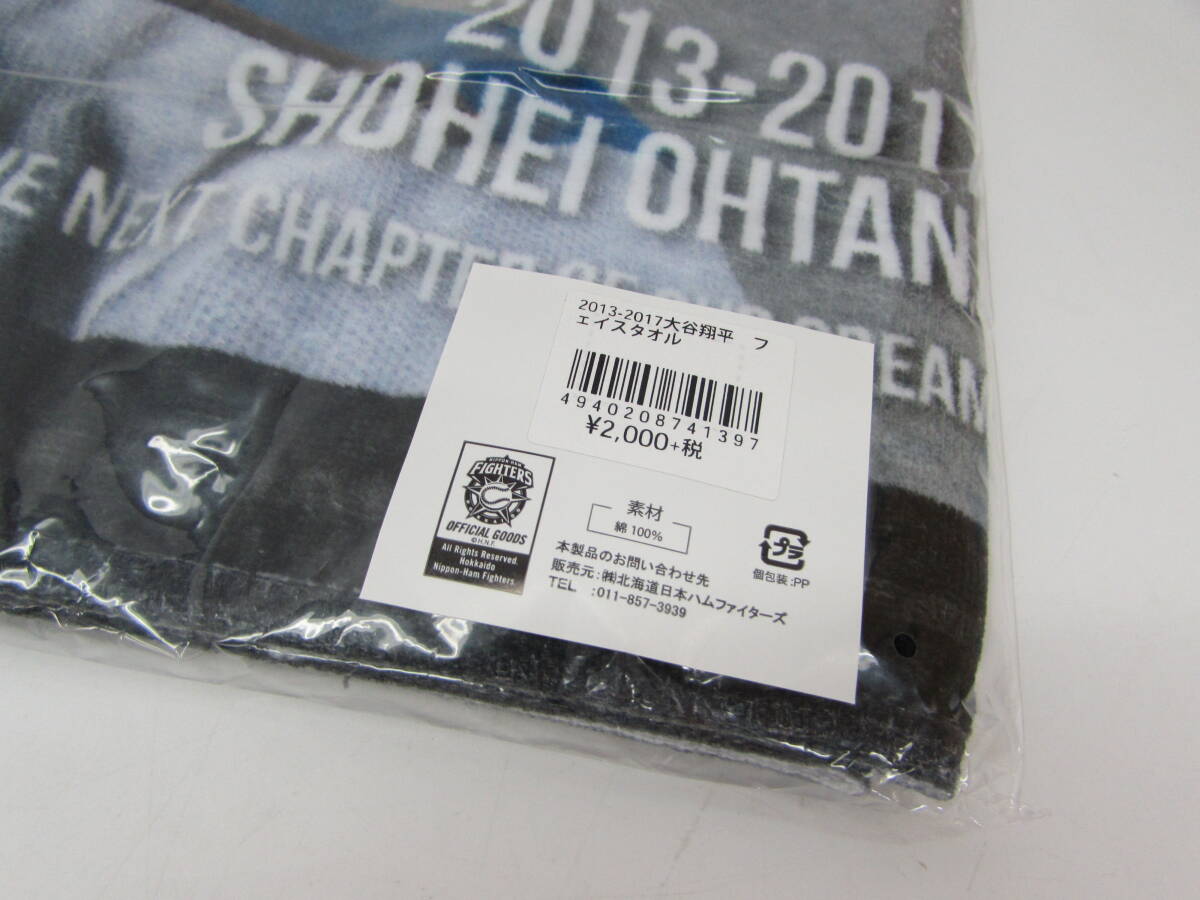 2013-201
SHOHEI OHTAN
NEXT CHAPTER
2013-2017大谷翔平 フ
ェイスタオル
4940208741397
¥2,000+税
NIPPON-HAM
FIGHTERS
OFFICIAL GOODS
©H.N.F.
All Rights Reserved.
Hokkaido
Nippon-Ham Fighters.
素材
綿 100%
プラ
個包装:PP
本製品のお問い合わせ先
販売元:㈱北海道日本ハムファイターズ
TEL :011-857-3939